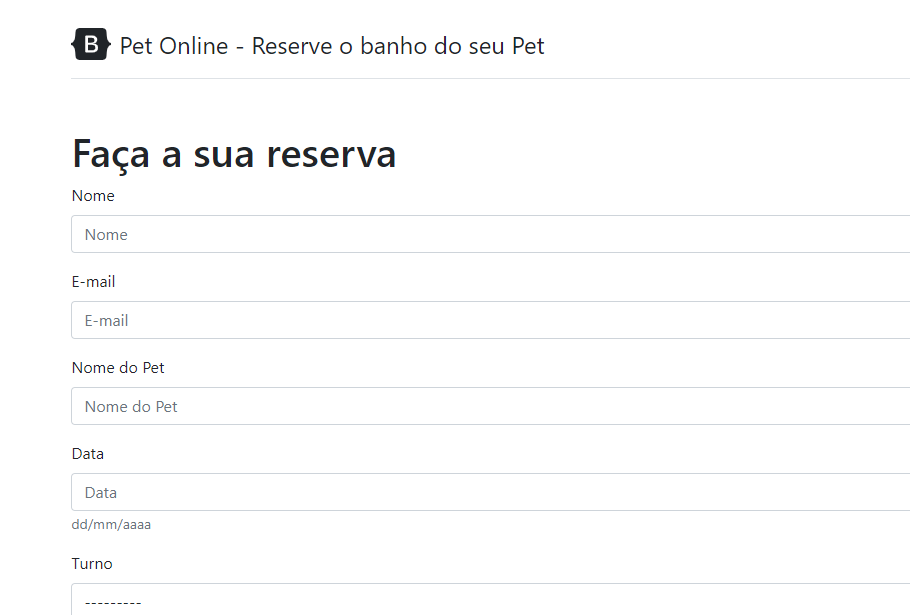 B Pet Online - Reserve o banho do seu Pet
Faça a sua reserva
Nome
Nome
E-mail
E-mail
Nome do Pet
Nome do Pet
Data
Data
dd/mm/aaaa
Turno
---------